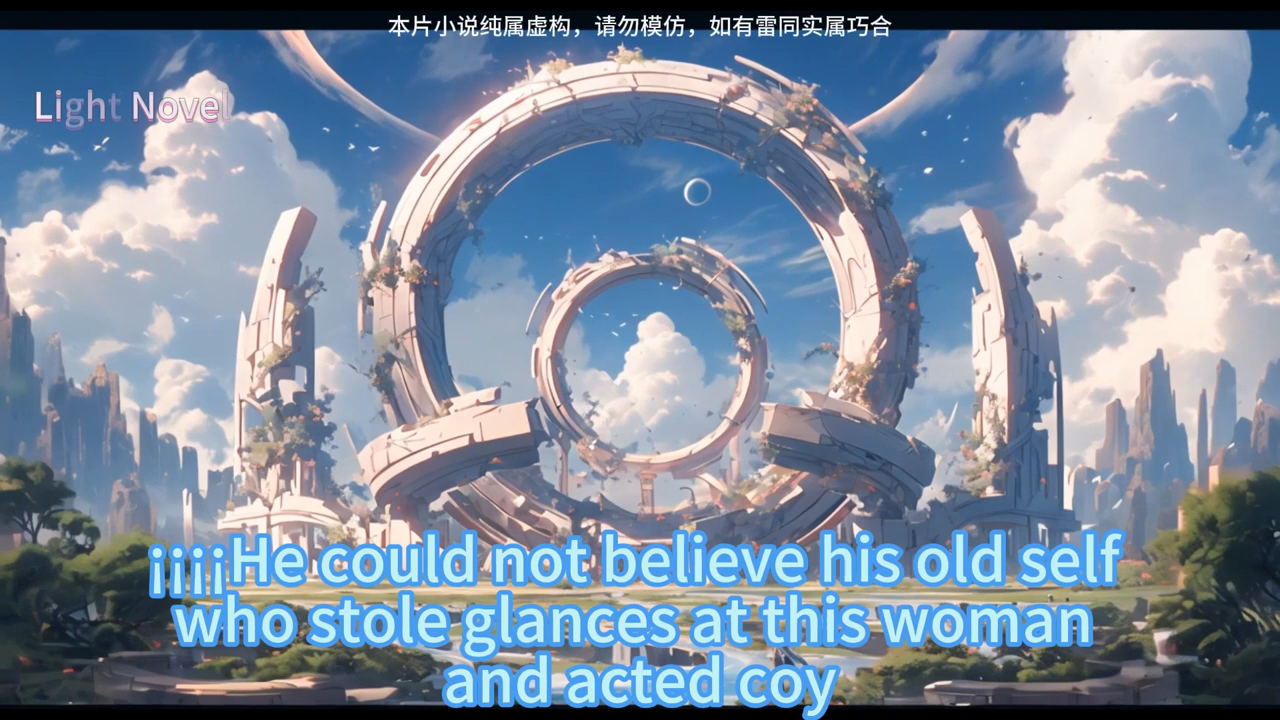 本片小说纯属虚构，请勿模仿，如有雷同实属巧合
Light Novel
¡¡¡¡He could not believe his old self
who stole glances at this woman
and acted coy